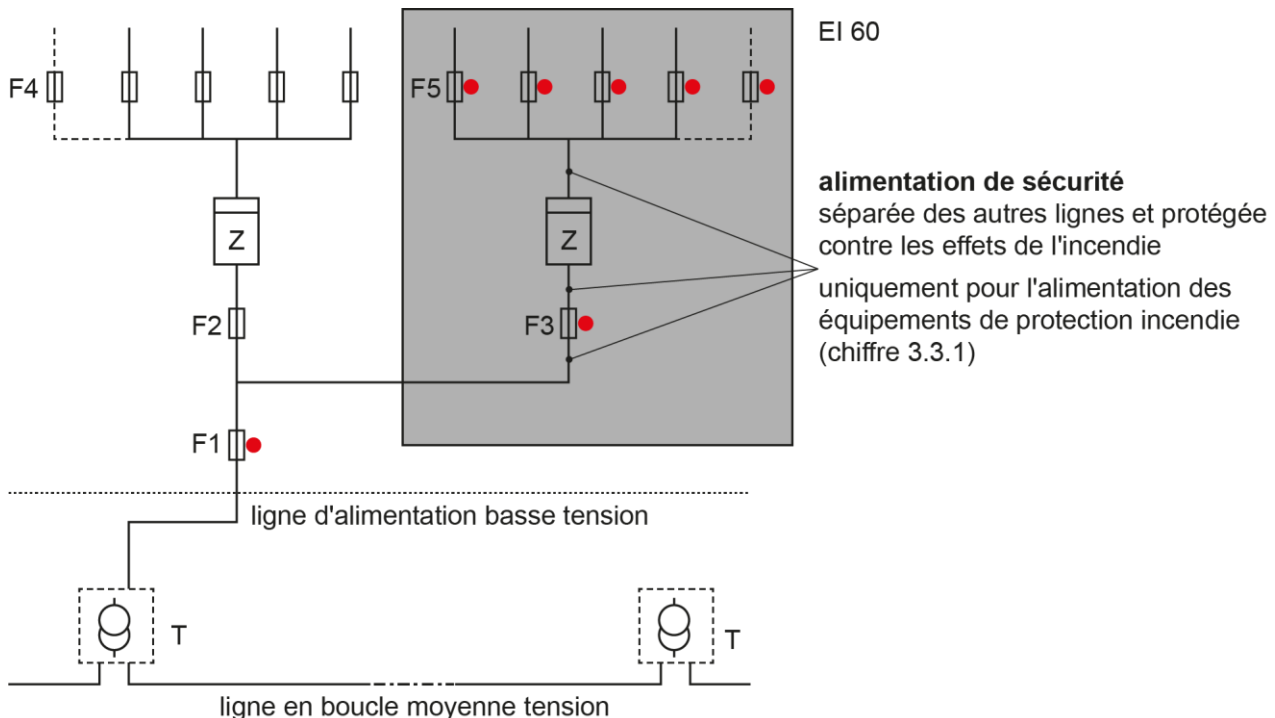 EI 60
F4
F5
alimentation de sécurité
séparée des autres lignes et protégée
contre les effets de l'incendie
uniquement pour l'alimentation des
équipements de protection incendie
(chiffre 3.3.1)
Z
Z
F2
F3
F1
ligne d'alimentation basse tension
T
T
ligne en boucle moyenne tension